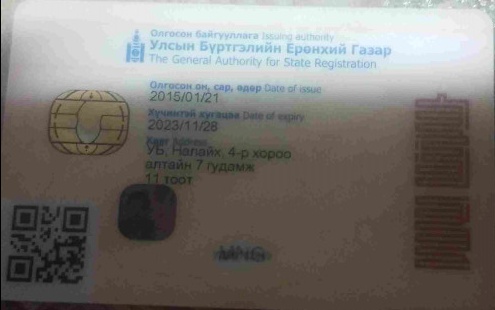 Олгосон байгууллага Issuing authority
Улсын Бүртгэлийн Ерөнхий Газар
The General Authority for State Registration
Олгосон он, сар, өдөр Date of issue
2015/01/21
Хүчинтэй хугацаа Date of expiry
2023/11/28
Хаяг Address
УБ, Налайх, 4-р хороо
алтайн 7 гудамж
11 тоот
MNG